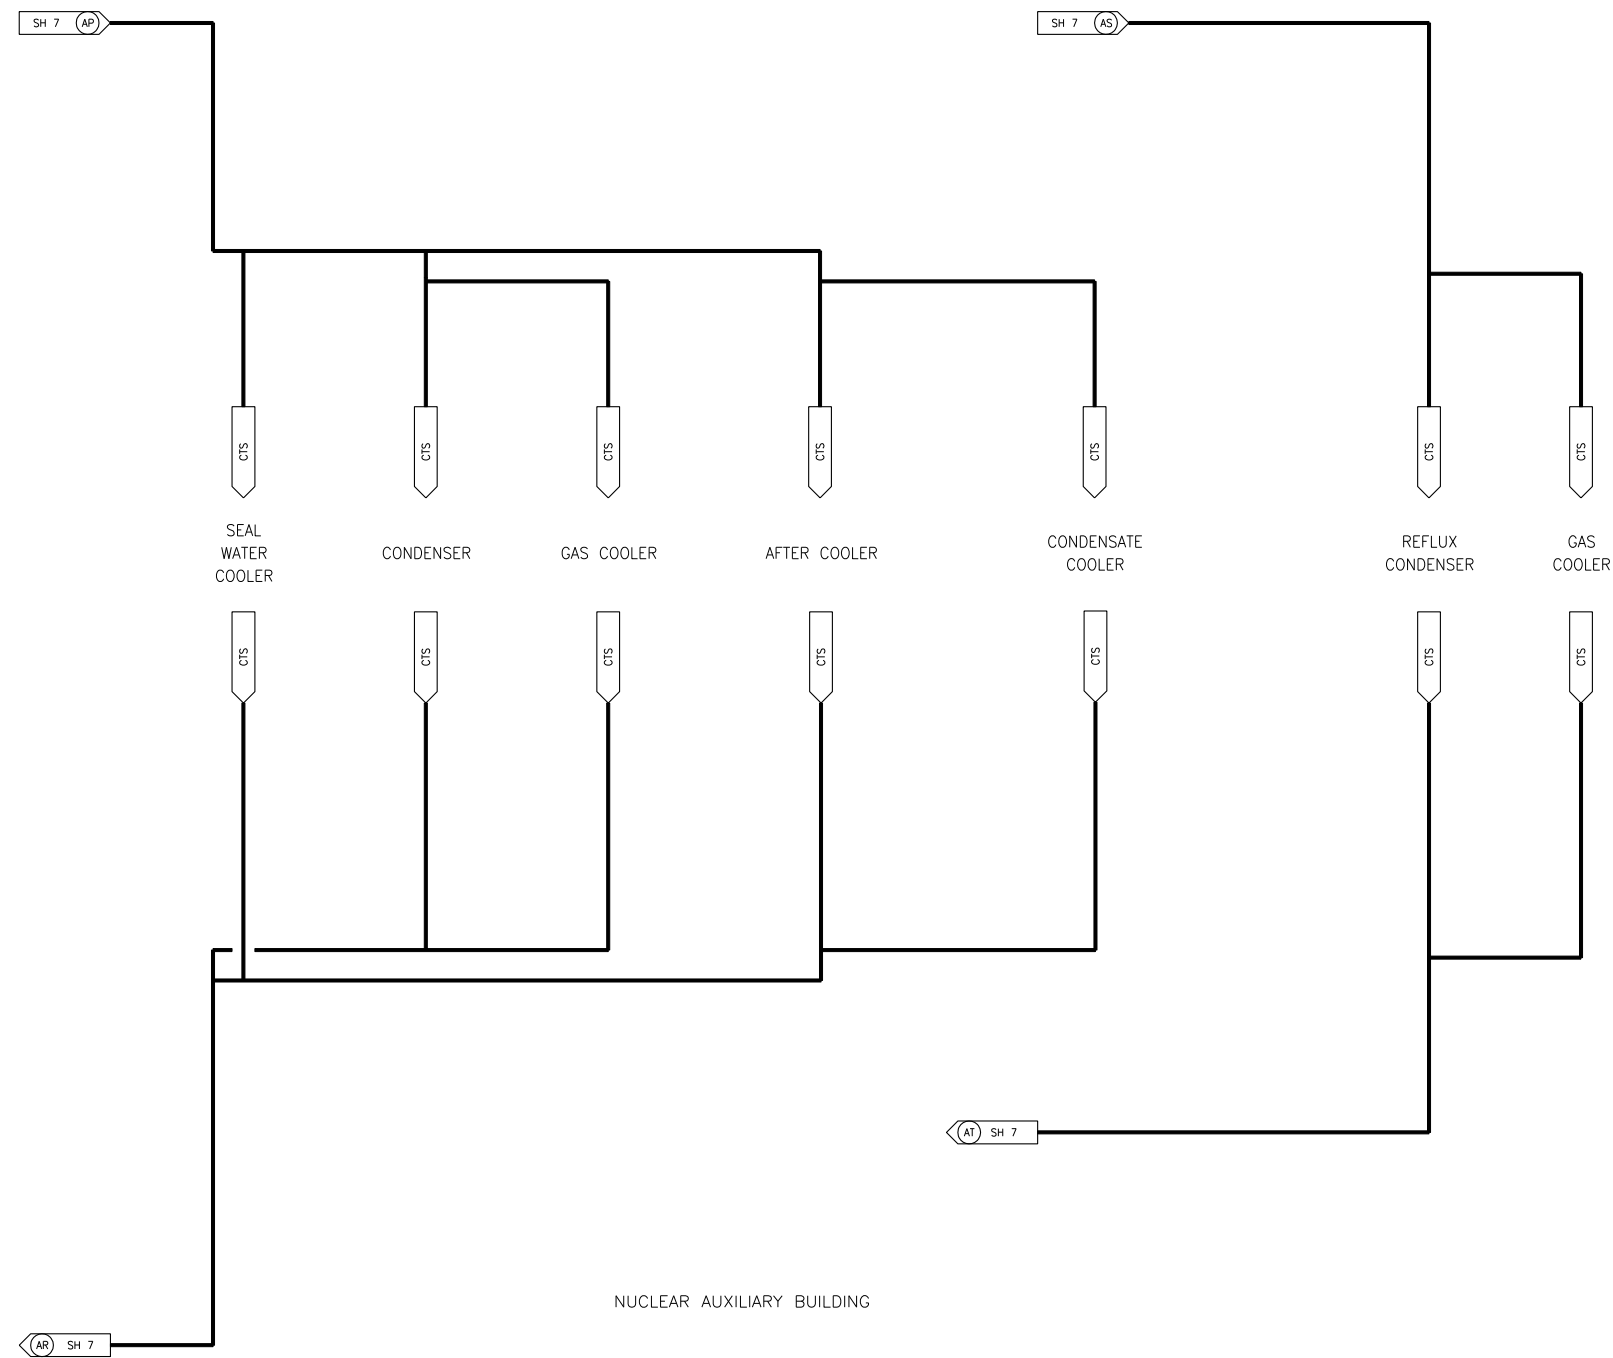 SH 7 AP
SH 7 AS
CTS
CTS
CTS
CTS
CTS
CTS
CTS
SEAL
WATER
COOLER
CONDENSER
GAS COOLER
AFTER COOLER
CONDENSATE
COOLER
REFLUX
CONDENSER
GAS
COOLER
CTS
CTS
CTS
CTS
CTS
CTS
CTS
AT SH 7
NUCLEAR AUXILIARY BUILDING
AR SH 7